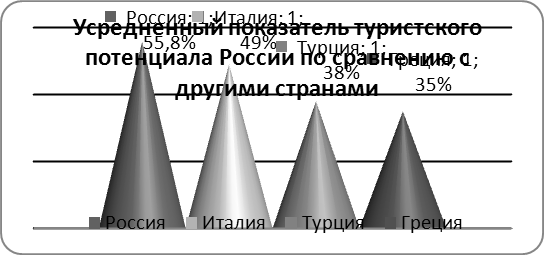 Усредненный показатель туристского
потенциала России по сравнению с
другими странами
Россия; 1;
55,8%
Италия; 1;
49%
Турция; 1;
38%
Греция; 1;
35%
Россия Италия Турция Греция